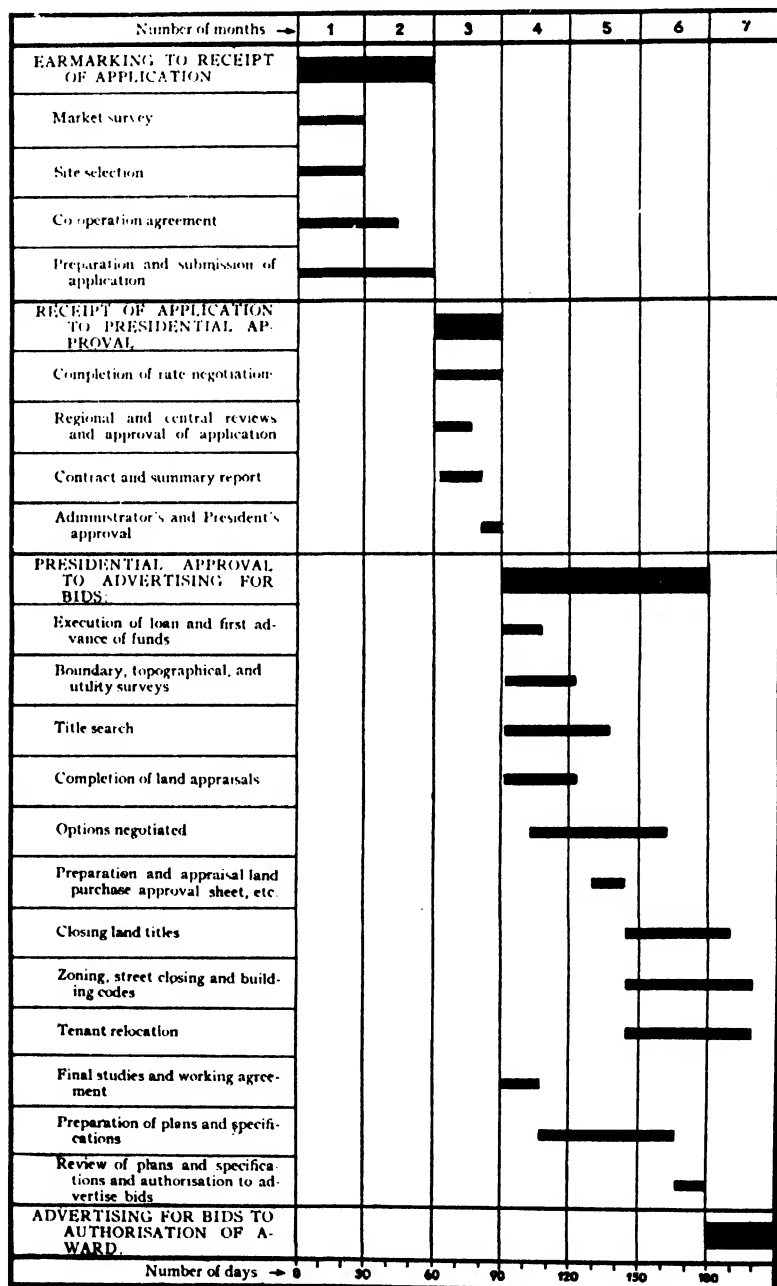 Number of months → 1 2 3 4 5 6 7
EARMARKING TO RECEIPT
OF APPLICATION
Market survey
Site selection
Co operation agreement
Preparation and submission of
application
RECEIPT OF APPLICATION
TO PRESIDENTIAL AP-
PROVAL
Completion of rate negotiation
Regional and central reviews
and approval of application
Contract and summary report
Administrator's and President's
approval
PRESIDENTIAL APPROVAL
TO ADVERTISING FOR
BIDS:
Execution of loan and first ad-
vance of funds
Boundary, topographical, and
utility surveys
Title search
Completion of land appraisals
Options negotiated
Preparation and appraisal land
purchase approval sheet, etc.
Closing land titles
Zoning, street closing and build-
ing codes
Tenant relocation
Final studies and working agree-
ment
Preparation of plans and specifi-
cations
Review of plans and specifica-
tions and authorisation to ad-
vertise bids
ADVERTISING FOR BIDS TO
AUTHORISATION OF A-
WARD.
Number of days → 0 30 60 90 120 150 180 210